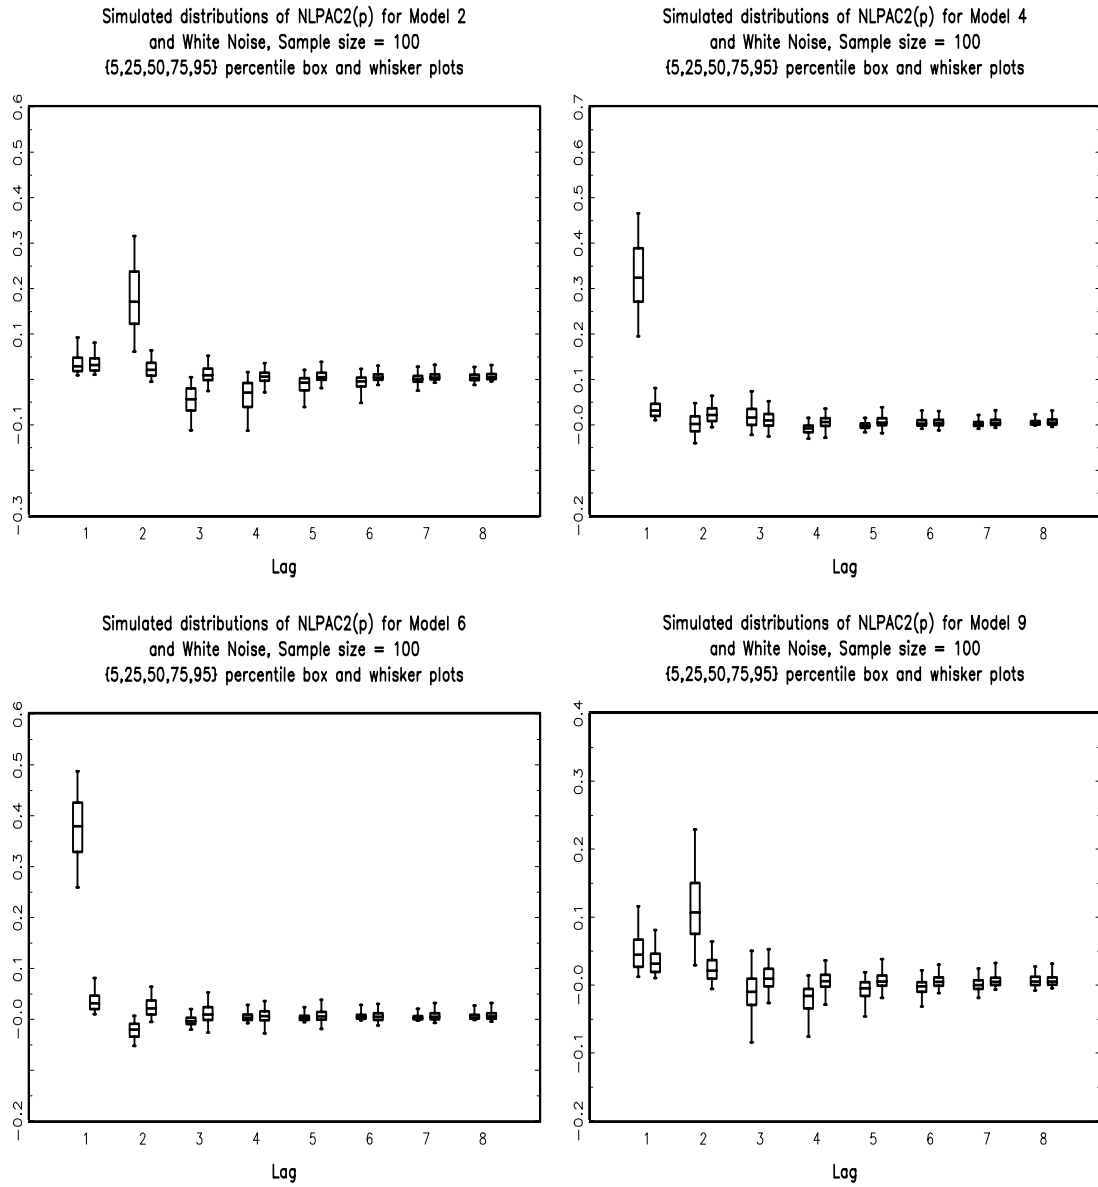 Simulated distributions of NLPAC2(p) for Model 2
and White Noise, Sample size = 100
{5,25,50,75,95} percentile box and whisker plots
0.6
0.5
0.4
0.3
0.2
0.1
-0.1
-0.3
1 2 3 4 5 6 7 8
Lag
Simulated distributions of NLPAC2(p) for Model 4
and White Noise, Sample size = 100
{5,25,50,75,95} percentile box and whisker plots
0.7
0.6
0.5
0.4
0.3
0.2
0.1
-0.0
-0.2
1 2 3 4 5 6 7 8
Lag
Simulated distributions of NLPAC2(p) for Model 6
and White Noise, Sample size = 100
{5,25,50,75,95} percentile box and whisker plots
0.6
0.5
0.4
0.3
0.2
0.1
-0.0
-0.2
1 2 3 4 5 6 7 8
Lag
Simulated distributions of NLPAC2(p) for Model 9
and White Noise, Sample size = 100
{5,25,50,75,95} percentile box and whisker plots
0.4
0.3
0.2
0.1
-0.0
-0.1
-0.2
1 2 3 4 5 6 7 8
Lag